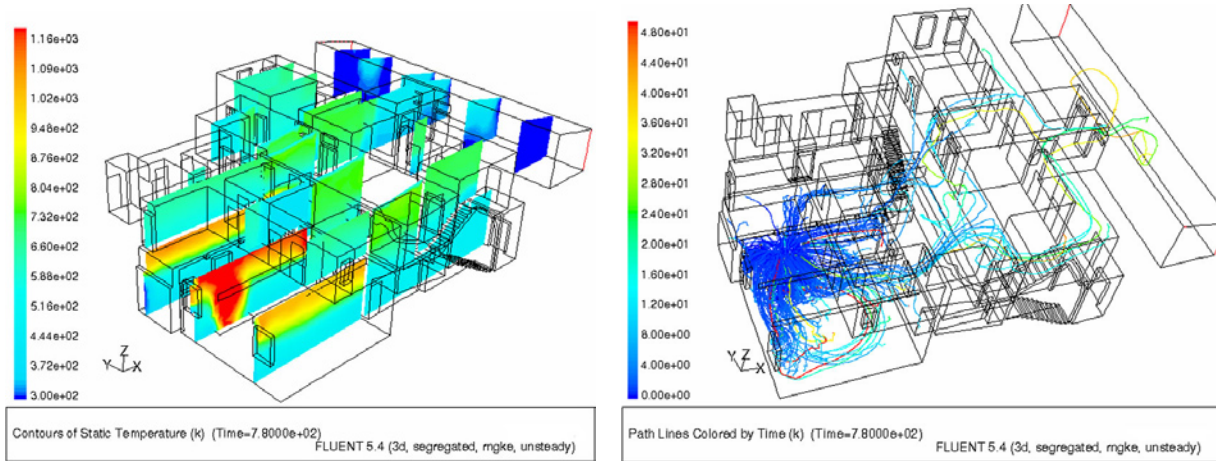 1.16e+03
1.09e+03
1.02e+03
9.48e+02
8.76e+02
8.04e+02
7.32e+02
6.60e+02
5.88e+02
5.16e+02
4.44e+02
3.72e+02
3.00e+02
Z
Y X
Contours of Static Temperature (k) (Time=7.8000e+02)
FLUENT 5.4 (3d, segregated, rngke, unsteady)
4.80e+01
4.40e+01
4.00e+01
3.60e+01
3.20e+01
2.80e+01
2.40e+01
2.00e+01
1.60e+01
1.20e+01
8.00e+00
4.00e+00
0.00e+00
Y Z
X
Path Lines Colored by Time (k) (Time=7.8000e+02)
FLUENT 5.4 (3d, segregated, rngke, unsteady)